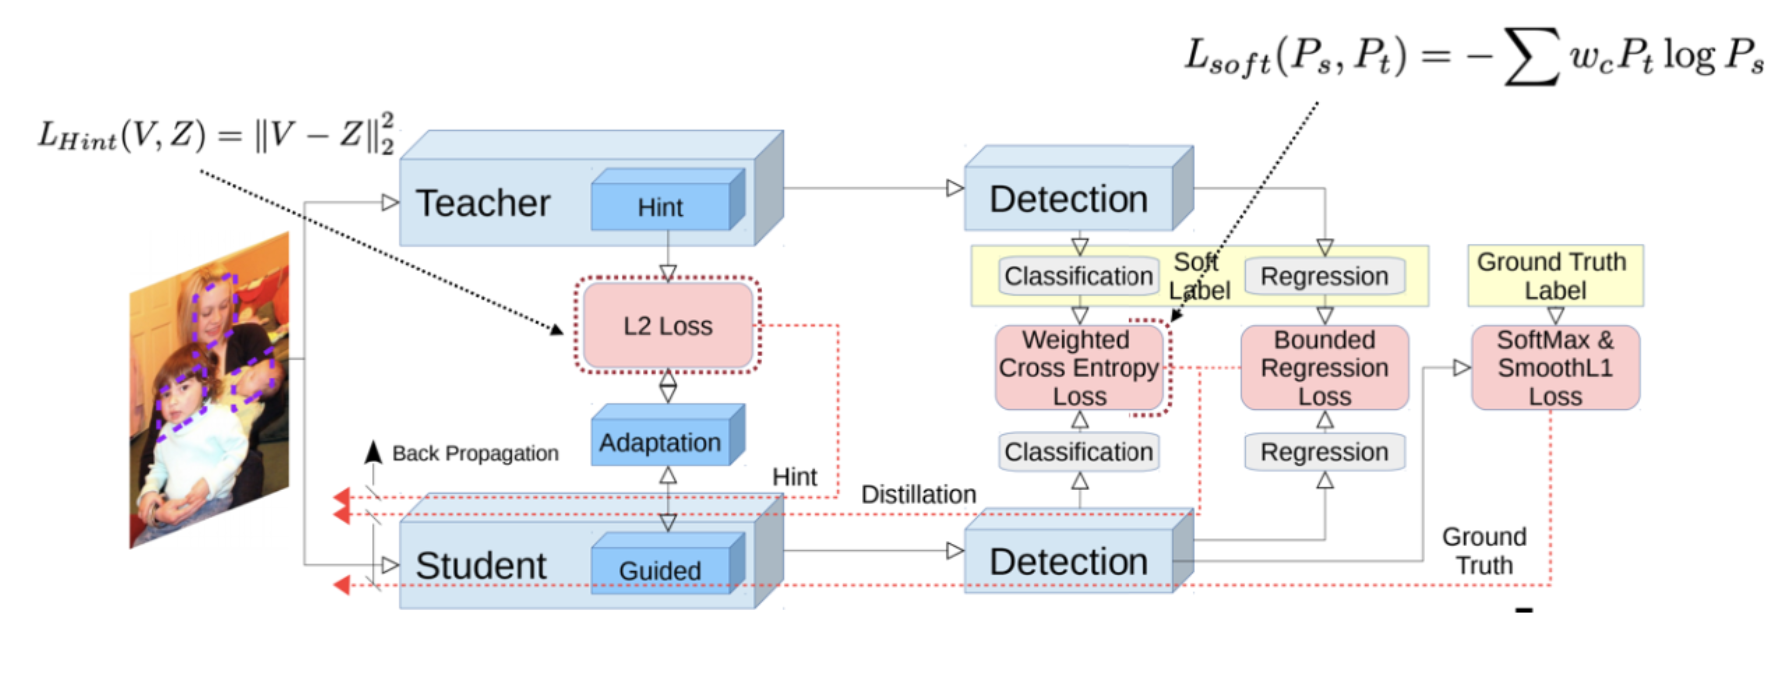 L_{soft}(P_s, P_t) = - \sum w_c P_t \log P_s
L_{Hint}(V, Z) = \|V - Z\|_2^2
Teacher
Hint
Detection
Classification
Soft
Label
Regression
Ground Truth
Label
L2 Loss
Weighted
Cross Entropy
Loss
Bounded
Regression
Loss
SoftMax &
SmoothL1
Loss
Adaptation
Back Propagation
Classification
Regression
Hint
Distillation
Student
Guided
Detection
Ground
Truth